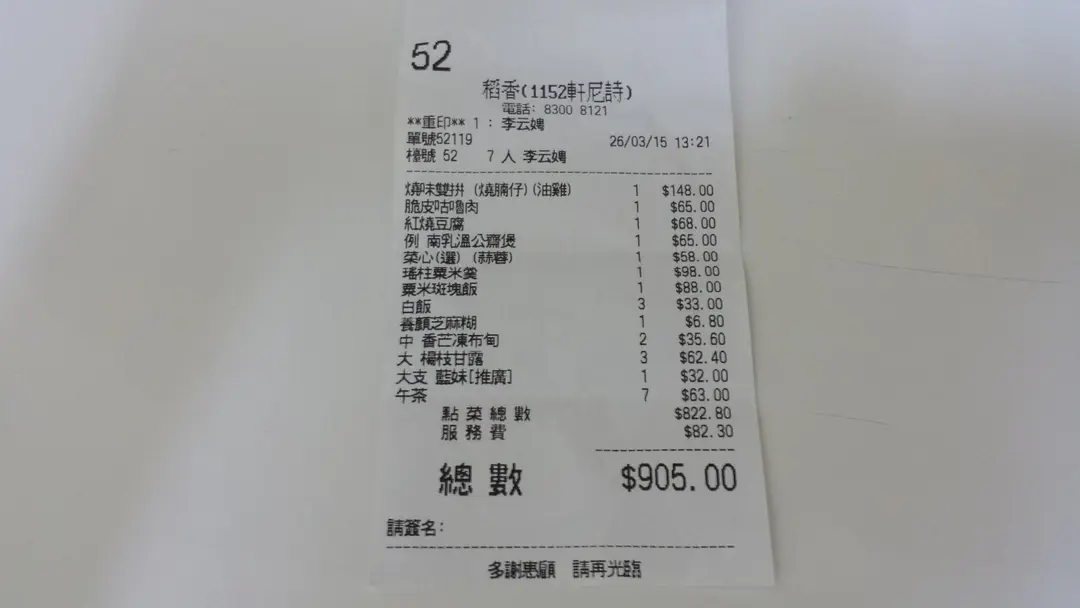 52
稻香(1152軒尼詩)
電話: 8300 8121
**重印** 1 : 李云娉
單號52119 26/03/15 13:21
檯號 52 7 人 李云娉
燒味雙拼 (燒腩仔)(油雞) 1 $148.00
脆皮咕嚕肉 1 $65.00
紅燒豆腐 1 $68.00
例 南乳溫公齋煲 1 $65.00
菜心(選) (蒜蓉) 1 $58.00
瑤柱粟米羹 1 $98.00
粟米斑塊飯 1 $88.00
白飯 3 $33.00
養顏芝麻糊 1 $6.80
中 香芒凍布甸 2 $35.60
大 楊枝甘露 3 $62.40
大支 藍妹[推廣] 1 $32.00
午茶 7 $63.00
點菜總數 $822.80
服務費 $82.30
總數 $905.00
請簽名:
多謝惠顧 請再光臨